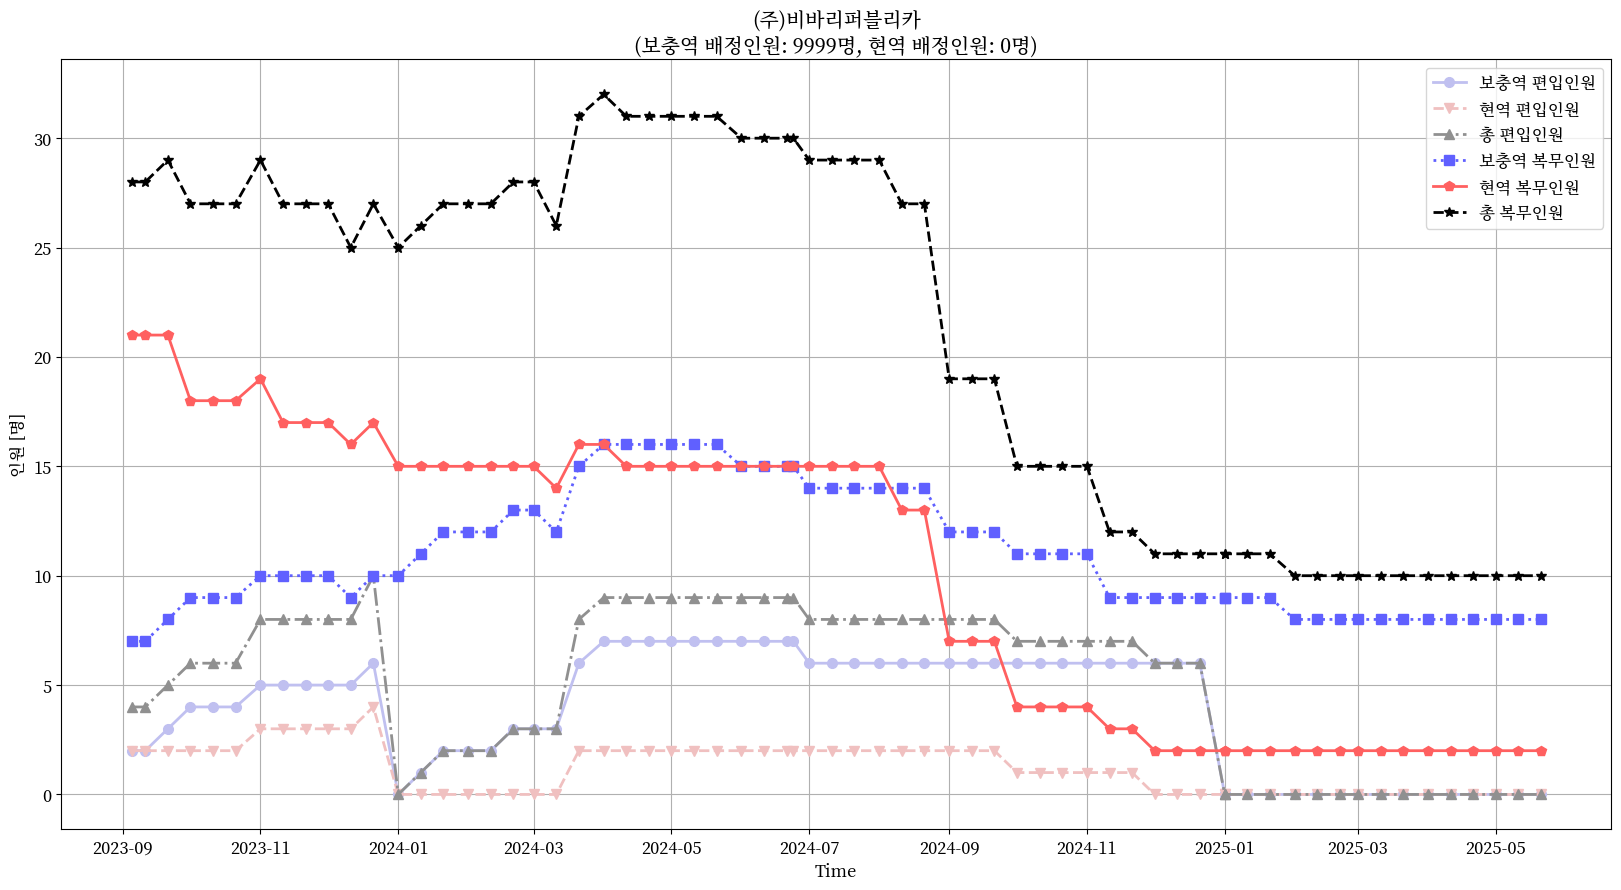 (주)비바리퍼블리카
(보충역 배정인원: 9999명, 현역 배정인원: 0명)
보충역 편입인원
현역 편입인원
총 편입인원
보충역 복무인원
현역 복무인원
총 복무인원
30
25
20
15
10
5
0
인원 [명]
2023-09 2023-11 2024-01 2024-03 2024-05 2024-07 2024-09 2024-11 2025-01 2025-03 2025-05
Time